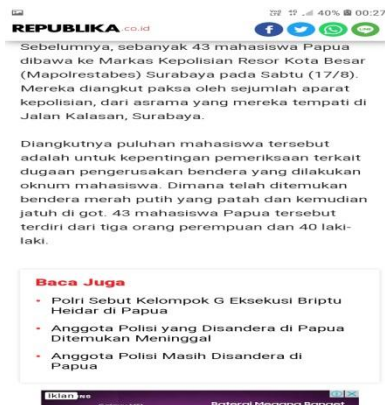 40% 00:27
REPUBLIKA.co.id
Sebelumnya, sebanyak 43 mahasiswa Papua
dibawa ke Markas Kepolisian Resor Kota Besar
(Mapolrestabes) Surabaya pada Sabtu (17/8).
Mereka diangkut paksa oleh sejumlah aparat
kepolisian, dari asrama yang mereka tempati di
Jalan Kalasan, Surabaya.
Diangkutnya puluhan mahasiswa tersebut
adalah untuk kepentingan pemeriksaan terkait
dugaan pengerusakan bendera yang dilakukan
oknum mahasiswa. Dimana telah ditemukan
bendera merah putih yang patah dan kemudian
jatuh di got. 43 mahasiswa Papua tersebut
terdiri dari tiga orang perempuan dan 40 laki-
laki.
Baca Juga
• Polri Sebut Kelompok G Eksekusi Briptu
Heidar di Papua
• Anggota Polisi yang Disandera di Papua
Ditemukan Meninggal
• Anggota Polisi Masih Disandera di
Papua
Iklan
Baterai Megang Banget